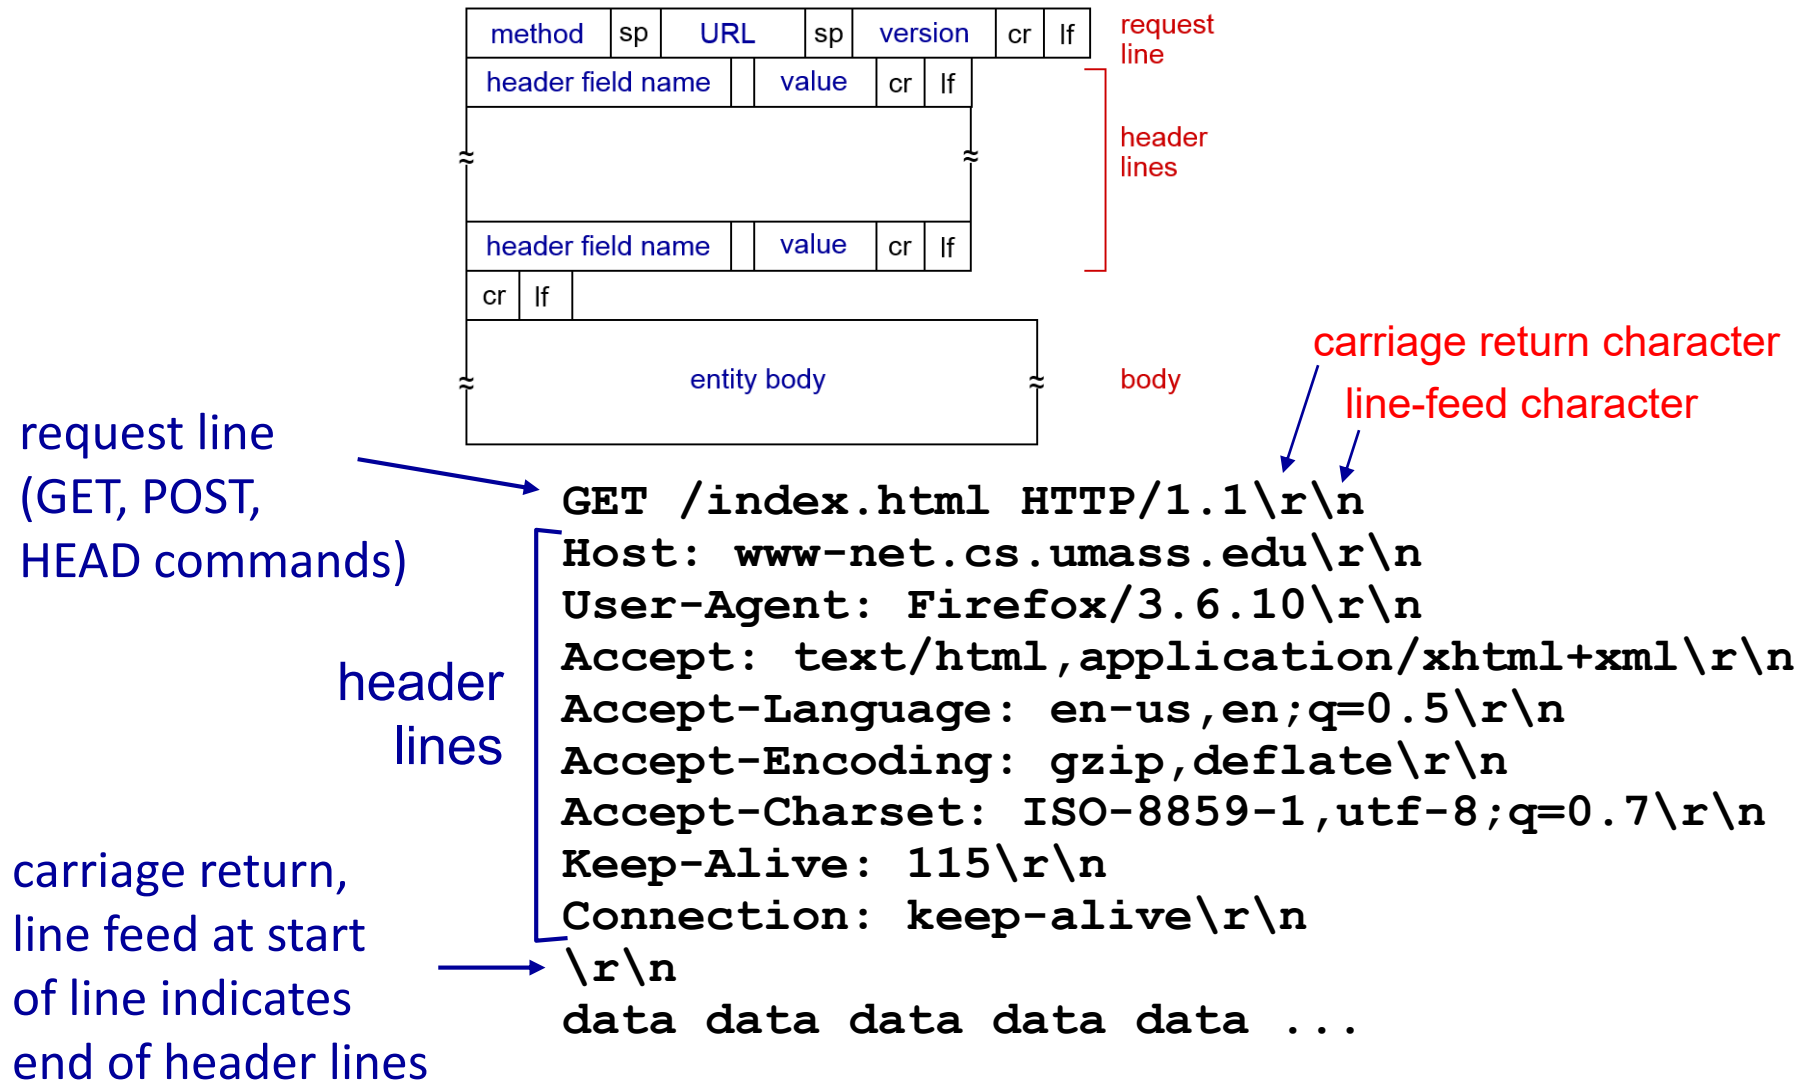 method sp URL sp version cr lf
request
line
header field name value cr lf
header
lines
≈ ≈
header field name value cr lf
cr lf
≈ entity body ≈
body
carriage return character
line-feed character
request line
(GET, POST,
HEAD commands)
GET /index.html HTTP/1.1\r\n
Host: www-net.cs.umass.edu\r\n
User-Agent: Firefox/3.6.10\r\n
Accept: text/html,application/xhtml+xml\r\n
Accept-Language: en-us,en;q=0.5\r\n
Accept-Encoding: gzip,deflate\r\n
Accept-Charset: ISO-8859-1,utf-8;q=0.7\r\n
Keep-Alive: 115\r\n
Connection: keep-alive\r\n
\r\n
data data data data data ...
header
lines
carriage return,
line feed at start
of line indicates
end of header lines